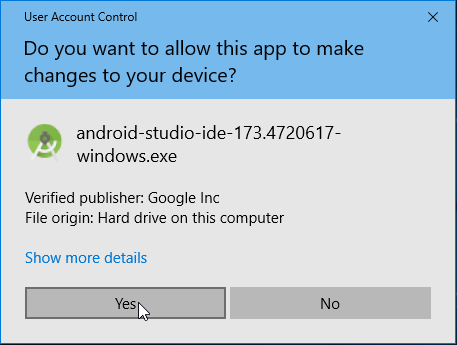 User Account Control
Do you want to allow this app to make
changes to your device?
android-studio-ide-173.4720617-
windows.exe
Verified publisher: Google Inc
File origin: Hard drive on this computer
Show more details
Yes
No